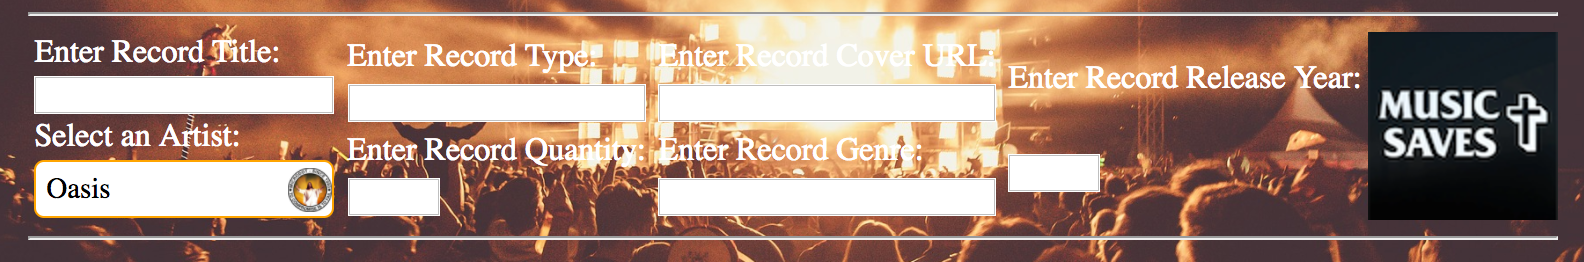 Enter Record Title:
Select an Artist:
Oasis
Enter Record Type:
Enter Record Quantity:
Enter Record Cover URL:
Enter Record Genre:
Enter Record Release Year:
MUSIC
SAVES